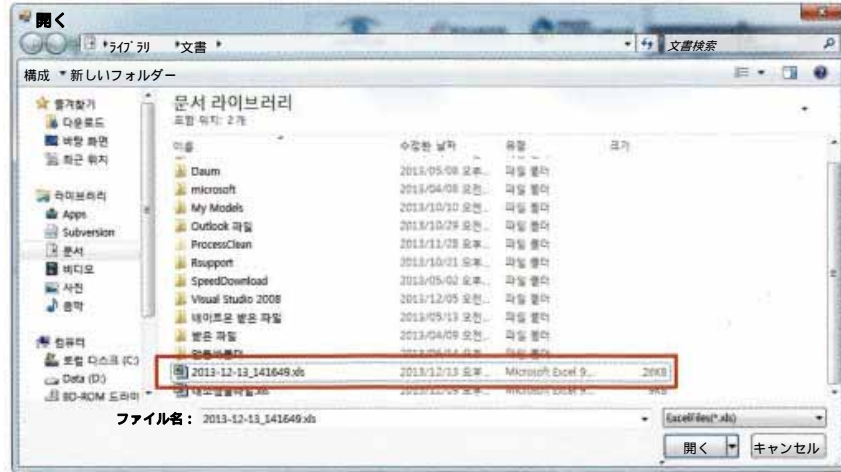 開く
ライブラリ 文書
文書検索
構成 新しいフォルダー
즐겨찾기
다운로드
바탕 화면
최근 위치
라이브러리
Apps
Subversion
문서
비디오
사진
음악
컴퓨터
로컬 디스크 (C:)
Data (D:)
BD-ROM 드라이
문서 라이브러리
포함 위치: 2개
이름 수정한 날짜 유형 크기
Daum 2013/05/08 오후... 파일 폴더
microsoft 2013/04/08 오전... 파일 폴더
My Models 2013/10/10 오전... 파일 폴더
Outlook 파일 2013/10/29 오전... 파일 폴더
ProcessClean 2013/11/28 오후... 파일 폴더
Rsupport 2013/10/21 오후... 파일 폴더
SpeedDownload 2013/05/02 오후... 파일 폴더
Visual Studio 2008 2013/12/05 오전... 파일 폴더
네이트온 받은 파일 2013/05/13 오전... 파일 폴더
받은 파일 2013/04/09 오전... 파일 폴더
2013-12-13_141649.xls 2013/12/13 오후... Microsoft Excel 9... 26KB
ファイル名： 2013-12-13_141649.xls
ExcelFiles(*.xls)
開く キャンセル